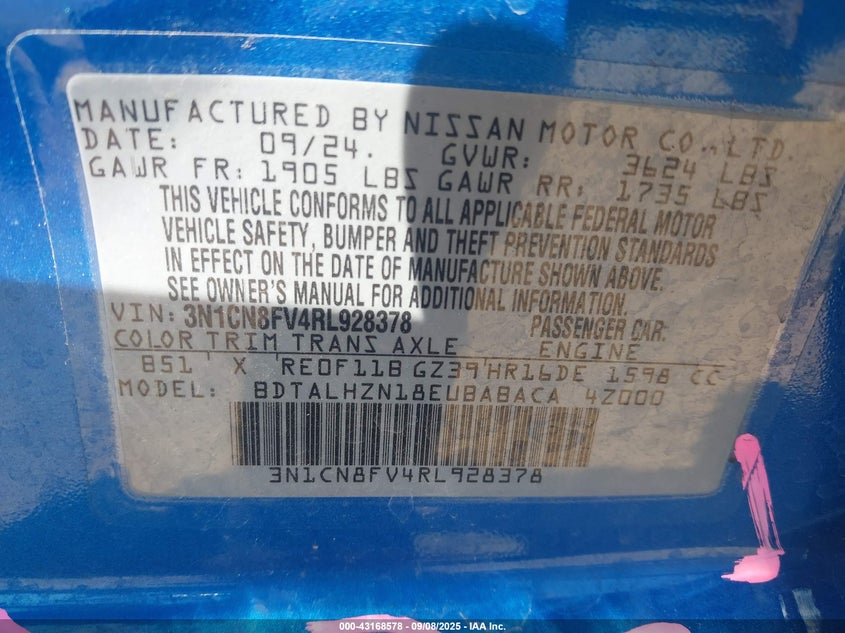 MANUFACTURED BY NISSAN MOTOR CO., LTD.
DATE: 09/24. GVWR: 3624 LBS
GAWR FR: 1905 LBS GAWR RR: 1735 LBS
THIS VEHICLE CONFORMS TO ALL APPLICABLE FEDERAL MOTOR
VEHICLE SAFETY, BUMPER AND THEFT PREVENTION STANDARDS
IN EFFECT ON THE DATE OF MANUFACTURE SHOWN ABOVE.
SEE OWNER'S MANUAL FOR ADDITIONAL INFORMATION.
VIN: 3N1CN8FV4RL928378 PASSENGER CAR.
COLOR TRIM TRANS AXLE ENGINE
B51 X RE0F11B GZ39 HR16DE 1598 CC
MODEL: BDTALHZN18EUBABACA 4Z000
3N1CN8FV4RL928378
000-43168578 | 09/08/2025 - IAA Inc.